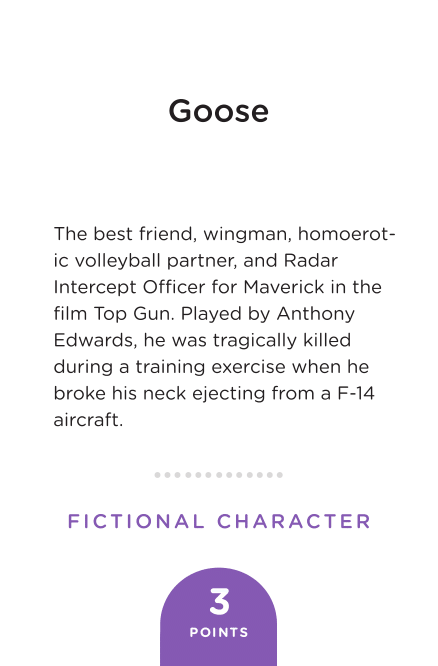 Goose
The best friend, wingman, homoerot-
ic volleyball partner, and Radar
Intercept Officer for Maverick in the
film Top Gun. Played by Anthony
Edwards, he was tragically killed
during a training exercise when he
broke his neck ejecting from a F-14
aircraft.
FICTIONAL CHARACTER
3
POINTS